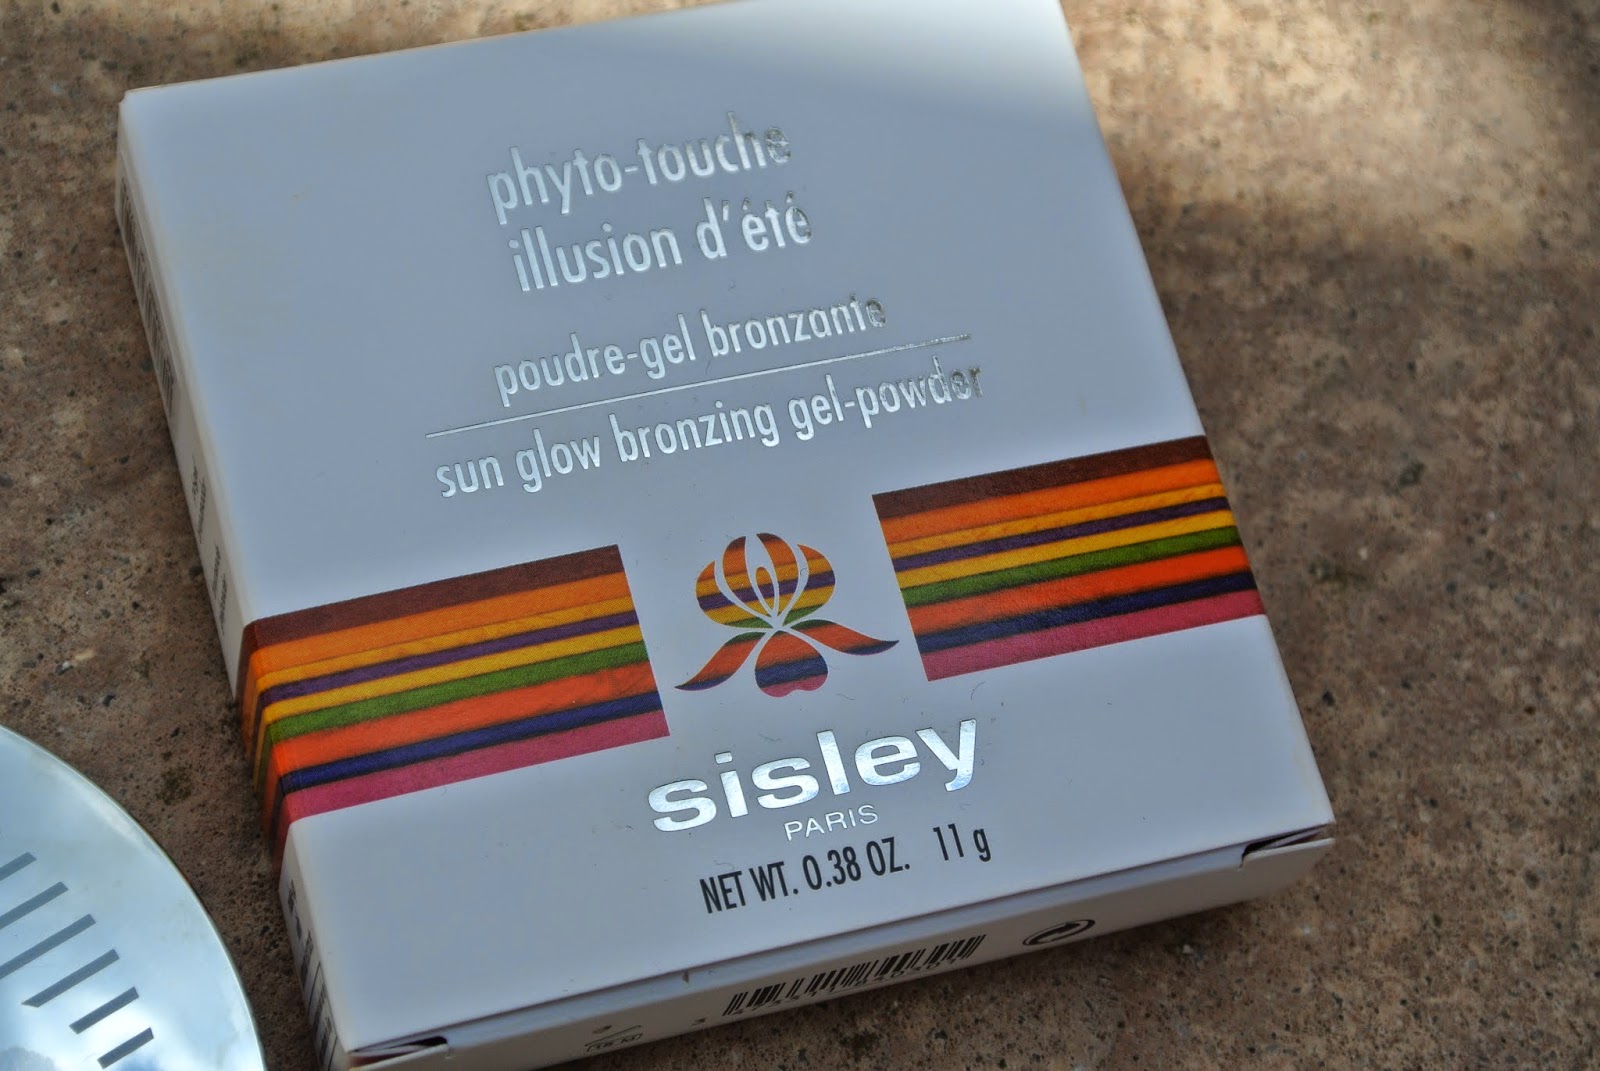 phyto-touche
illusion d'été
poudre-gel bronzante
sun glow bronzing gel-powder
sisley
PARIS
NET WT. 0.38 OZ. 11 g